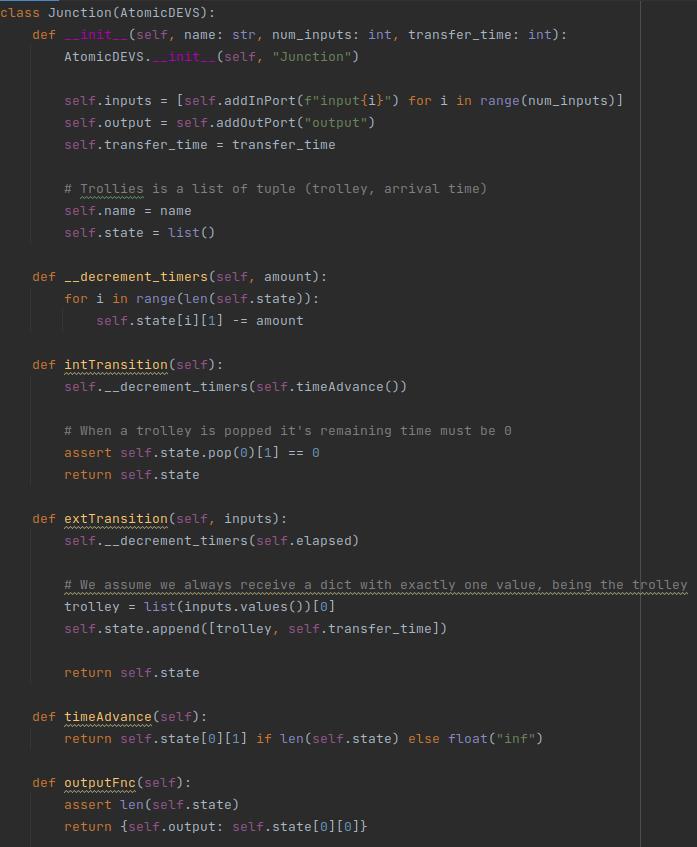 class Junction(AtomicDEVS):
    def __init__(self, name: str, num_inputs: int, transfer_time: int):
        AtomicDEVS.__init__(self, "Junction")

        self.inputs = [self.addInPort(f"input{i}") for i in range(num_inputs)]
        self.output = self.addOutPort("output")
        self.transfer_time = transfer_time

        # Trollies is a list of tuple (trolley, arrival time)
        self.name = name
        self.state = list()

    def __decrement_timers(self, amount):
        for i in range(len(self.state)):
            self.state[i][1] -= amount

    def intTransition(self):
        self.__decrement_timers(self.timeAdvance())

        # When a trolley is popped it's remaining time must be 0
        assert self.state.pop(0)[1] == 0
        return self.state

    def extTransition(self, inputs):
        self.__decrement_timers(self.elapsed)

        # We assume we always receive a dict with exactly one value, being the trolley
        trolley = list(inputs.values())[0]
        self.state.append([trolley, self.transfer_time])

        return self.state

    def timeAdvance(self):
        return self.state[0][1] if len(self.state) else float("inf")

    def outputFnc(self):
        assert len(self.state)
        return {self.output: self.state[0][0]}